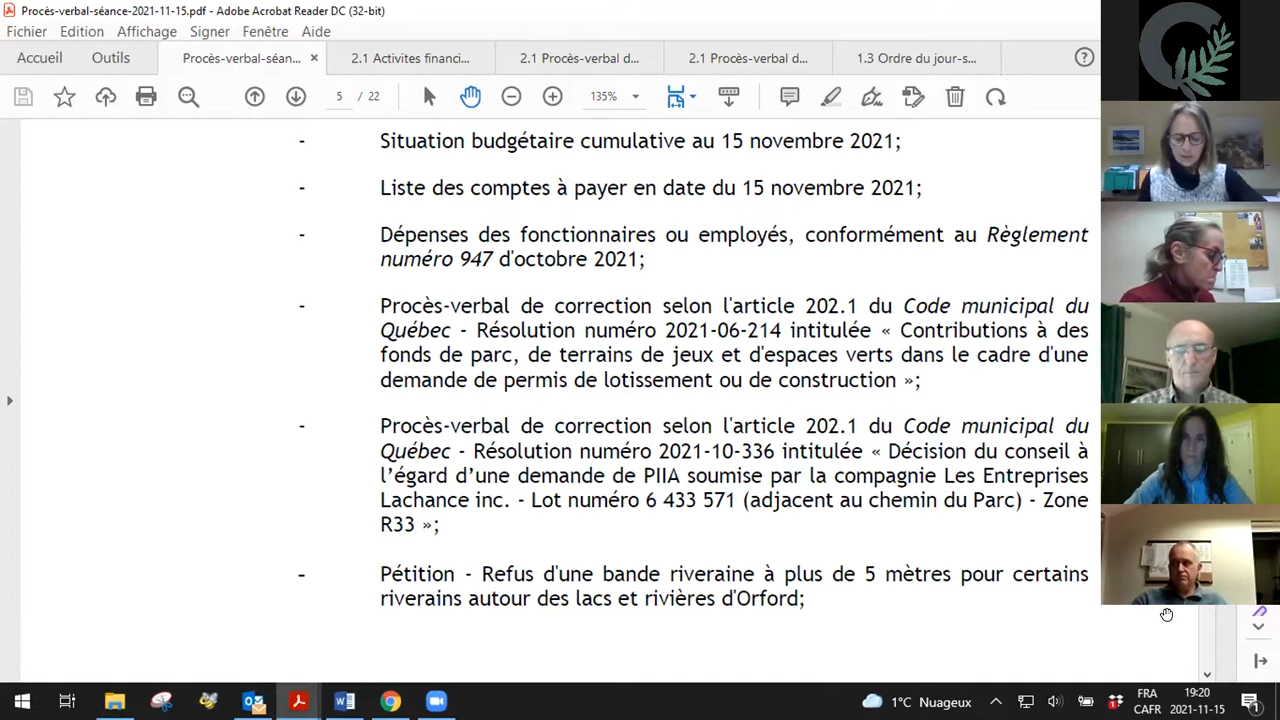 Procès-verbal-séance-2021-11-15.pdf - Adobe Acrobat Reader DC (32-bit)
Fichier Edition Affichage Signer Fenêtre Aide
Accueil Outils Procès-verbal-séan... × 2.1 Activites financi... 2.1 Procès-verbal d... 2.1 Procès-verbal d... 1.3 Ordre du jour-s...
5 / 22 135%
- Situation budgétaire cumulative au 15 novembre 2021;
- Liste des comptes à payer en date du 15 novembre 2021;
- Dépenses des fonctionnaires ou employés, conformément au Règlement
numéro 947 d'octobre 2021;
- Procès-verbal de correction selon l'article 202.1 du Code municipal du
Québec - Résolution numéro 2021-06-214 intitulée « Contributions à des
fonds de parc, de terrains de jeux et d'espaces verts dans le cadre d'une
demande de permis de lotissement ou de construction »;
- Procès-verbal de correction selon l'article 202.1 du Code municipal du
Québec - Résolution numéro 2021-10-336 intitulée « Décision du conseil à
l’égard d’une demande de PIIA soumise par la compagnie Les Entreprises
Lachance inc. - Lot numéro 6 433 571 (adjacent au chemin du Parc) - Zone
R33 »;
- Pétition - Refus d'une bande riveraine à plus de 5 mètres pour certains
riverains autour des lacs et rivières d'Orford;
1°C Nuageux
FRA
CAFR
19:20
2021-11-15
1